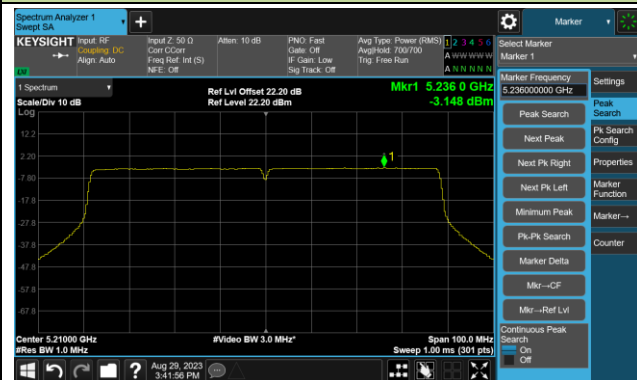 Spectrum Analyzer 1
Swept SA
KEYSIGHT
Input: RF
Coupling: DC
Align: Auto
Input Z: 50 Ω
Corr CCorr
Freq Ref: Int (S)
NFE: Off
Atten: 10 dB
PNO: Fast
Gate: Off
IF Gain: Low
Sig Track: Off
Avg Type: Power (RMS)
Avg|Hold: 700/700
Trig: Free Run
1 2 3 4 5 6
A W W W W W
A N N N N N
LXI
1 Spectrum
Scale/Div 10 dB
Log
Ref Lvl Offset 22.20 dB
Ref Level 22.20 dBm
Mkr1 5.236 0 GHz
-3.148 dBm
12.2
2.20
-7.80
-17.8
-27.8
-37.8
-47.8
-57.8
-67.8
1
Center 5.21000 GHz
#Res BW 1.0 MHz
#Video BW 3.0 MHz*
Span 100.0 MHz
Sweep 1.00 ms (301 pts)
?
Aug 29, 2023
3:41:56 PM
Marker
Select Marker
Marker 1
Marker Frequency
5.236000000 GHz
Peak Search
Next Peak
Next Pk Right
Next Pk Left
Minimum Peak
Pk-Pk Search
Marker Delta
Mkr→CF
Mkr→Ref Lvl
Continuous Peak
Search
On
Off
Settings
Peak
Search
Pk Search
Config
Properties
Marker
Function
Marker→
Counter